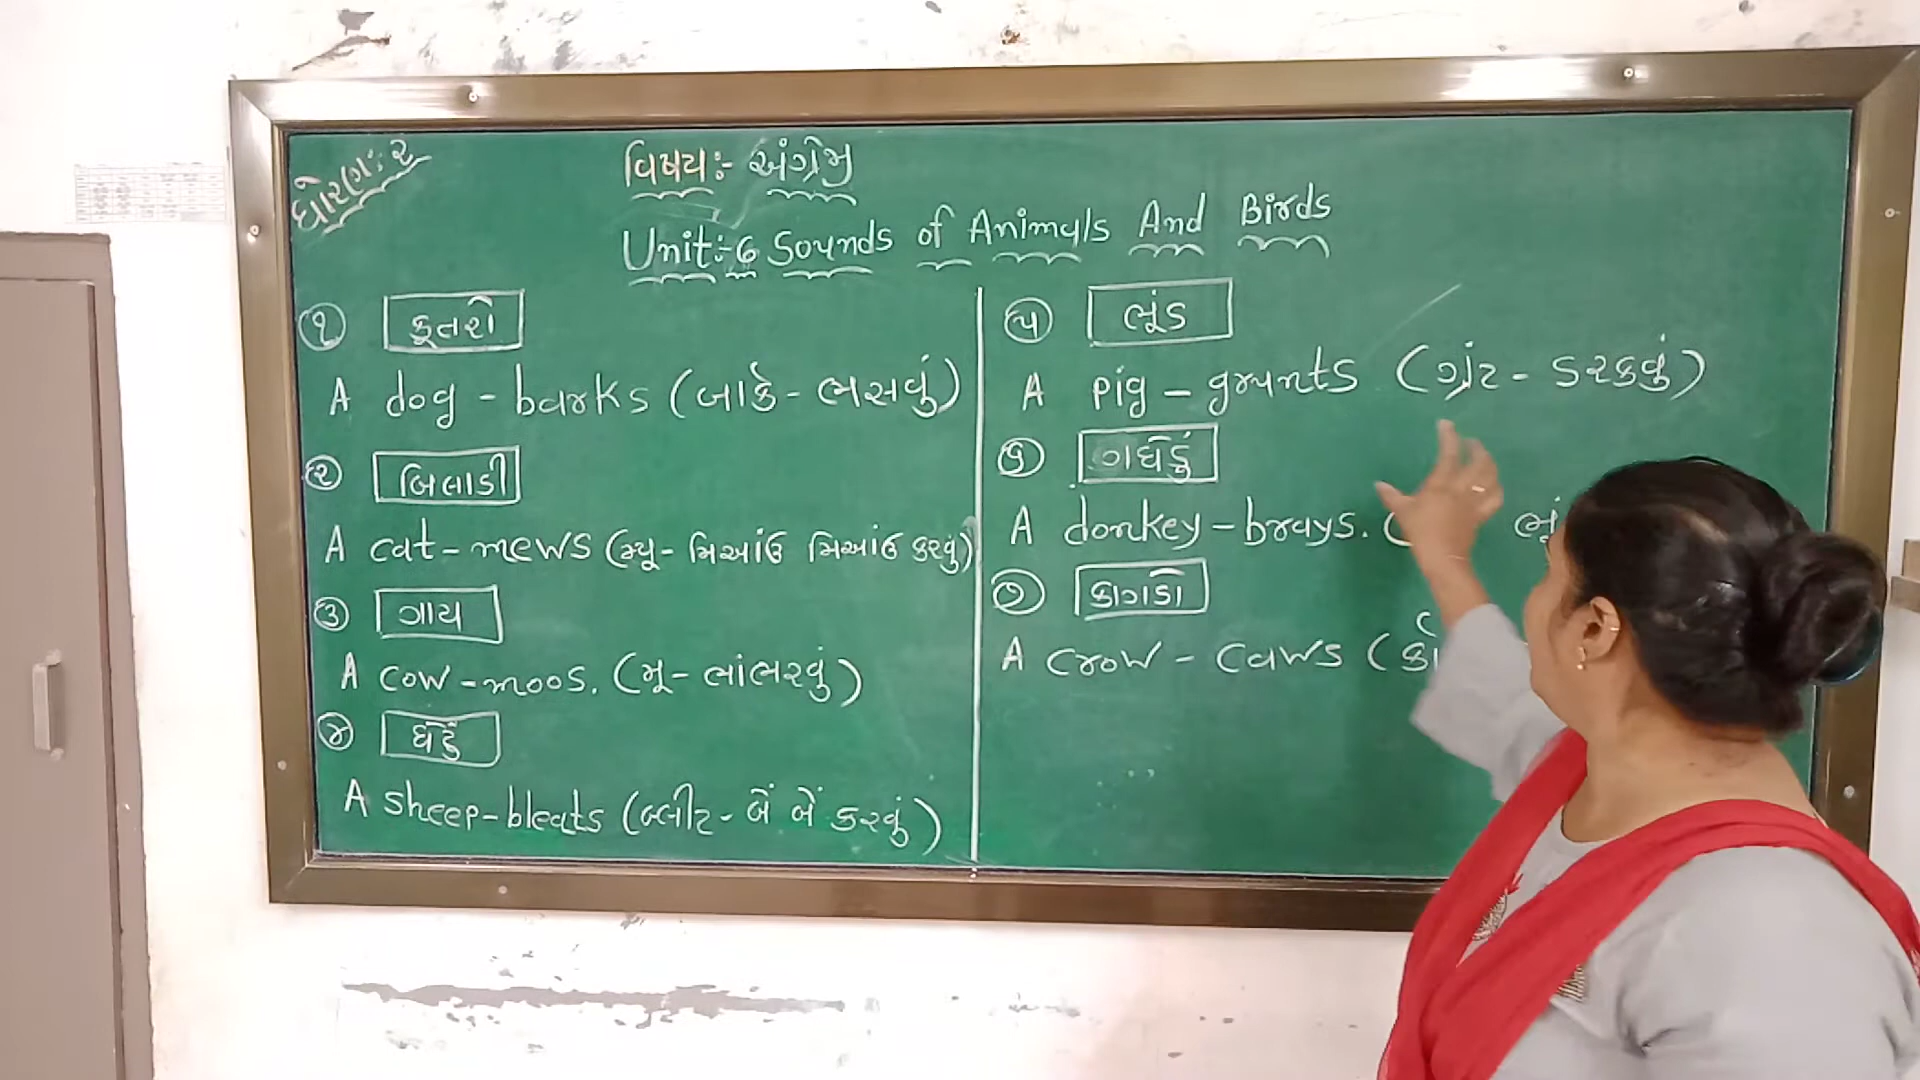 ધોરણ:૨
વિષય:- અંગ્રેજી
Unit:-6 Sounds of Animals And Birds
૧ કૂતરો
A dog - barks (બાર્ક - ભસવું)
૨ બિલાડી
A cat - mews (મ્યૂ - મિઆંઉ મિઆંઉ કરવું)
૩ ગાય
A cow - moos. (મૂ - ભાંભરવું)
૪ ઘેટું
A sheep - bleats (બ્લીટ - બેં બેં કરવું)
૫ ભૂંડ
A pig - grunts (ગ્રંટ - ડરકવું)
૬ ગધેડું
A donkey - brays. ( ભૂં
૭ કાગડો
A crow - caws (